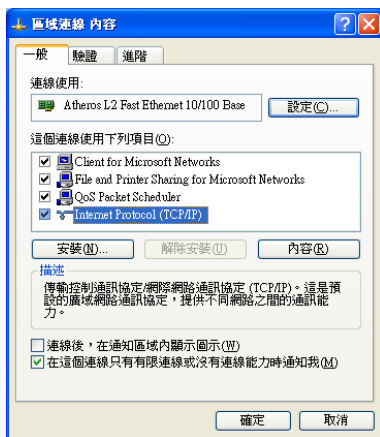 區域連線 內容
一般 驗證 進階
連線使用:
Atheros L2 Fast Ethernet 10/100 Base
設定(C)...
這個連線使用下列項目(O):
Client for Microsoft Networks
File and Printer Sharing for Microsoft Networks
QoS Packet Scheduler
Internet Protocol (TCP/IP)
安裝(N)... 解除安裝(U) 內容(R)
描述
傳輸控制通訊協定/網際網路通訊協定 (TCP/IP)。這是預
設的廣域網路通訊協定，提供不同網路之間的通訊能
力。
連線後，在通知區域內顯示圖示(W)
在這個連線只有有限連線或沒有連線能力時通知我(M)
確定 取消